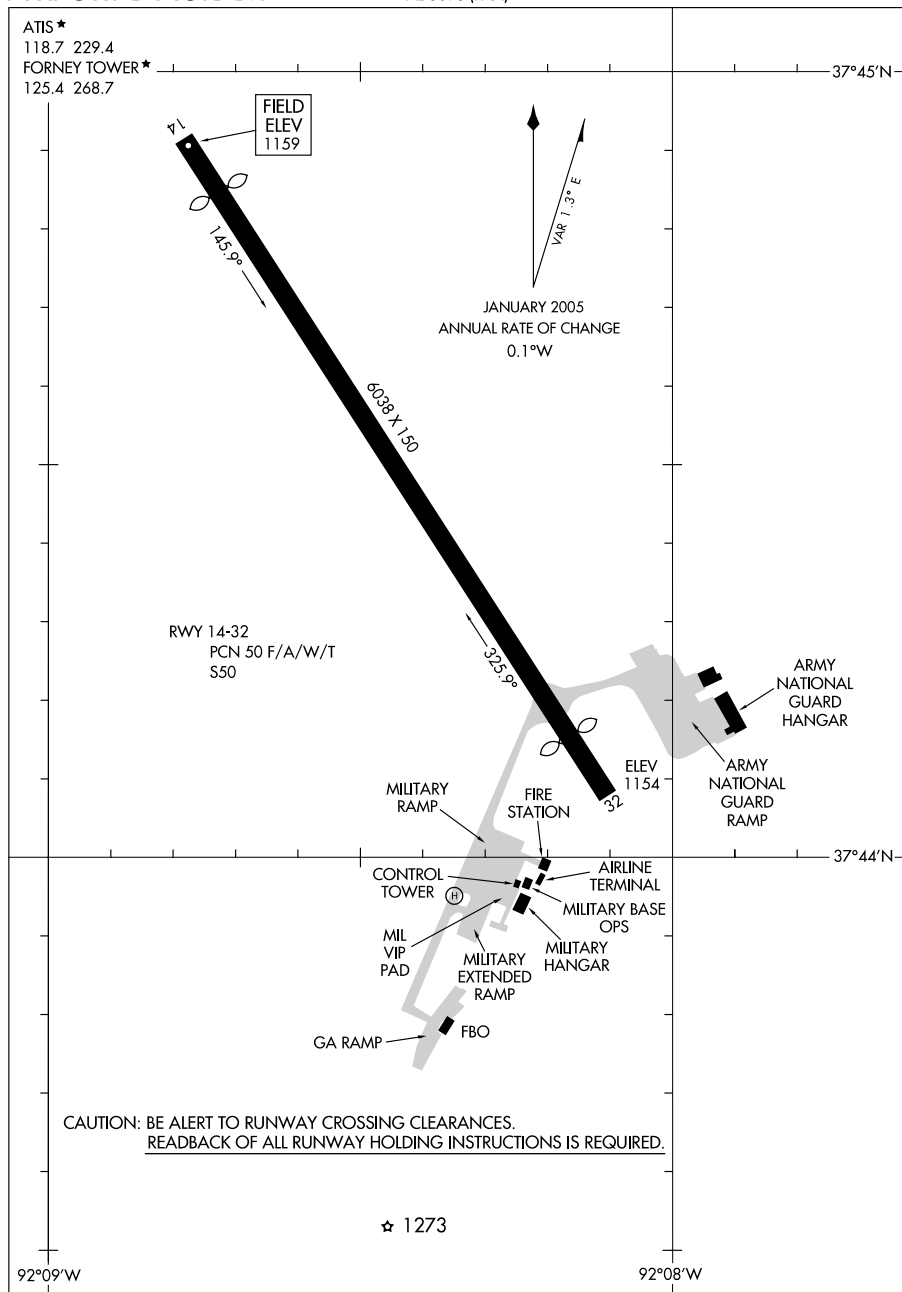 ATIS★
118.7 229.4
FORNEY TOWER★
125.4 268.7
37°45'N
FIELD
ELEV
1159
14
VAR 1.3° E
145.9°
JANUARY 2005
ANNUAL RATE OF CHANGE
0.1°W
6038 X 150
RWY 14-32
PCN 50 F/A/W/T
S50
325.9°
ARMY
NATIONAL
GUARD
HANGAR
ELEV
1154
32
ARMY
NATIONAL
GUARD
RAMP
MILITARY
RAMP
FIRE
STATION
37°44'N
CONTROL
TOWER
H
AIRLINE
TERMINAL
MILITARY BASE
OPS
MIL
VIP
PAD
MILITARY
HANGAR
MILITARY
EXTENDED
RAMP
GA RAMP
FBO
CAUTION: BE ALERT TO RUNWAY CROSSING CLEARANCES.
READBACK OF ALL RUNWAY HOLDING INSTRUCTIONS IS REQUIRED.
1273
92°09'W
92°08'W